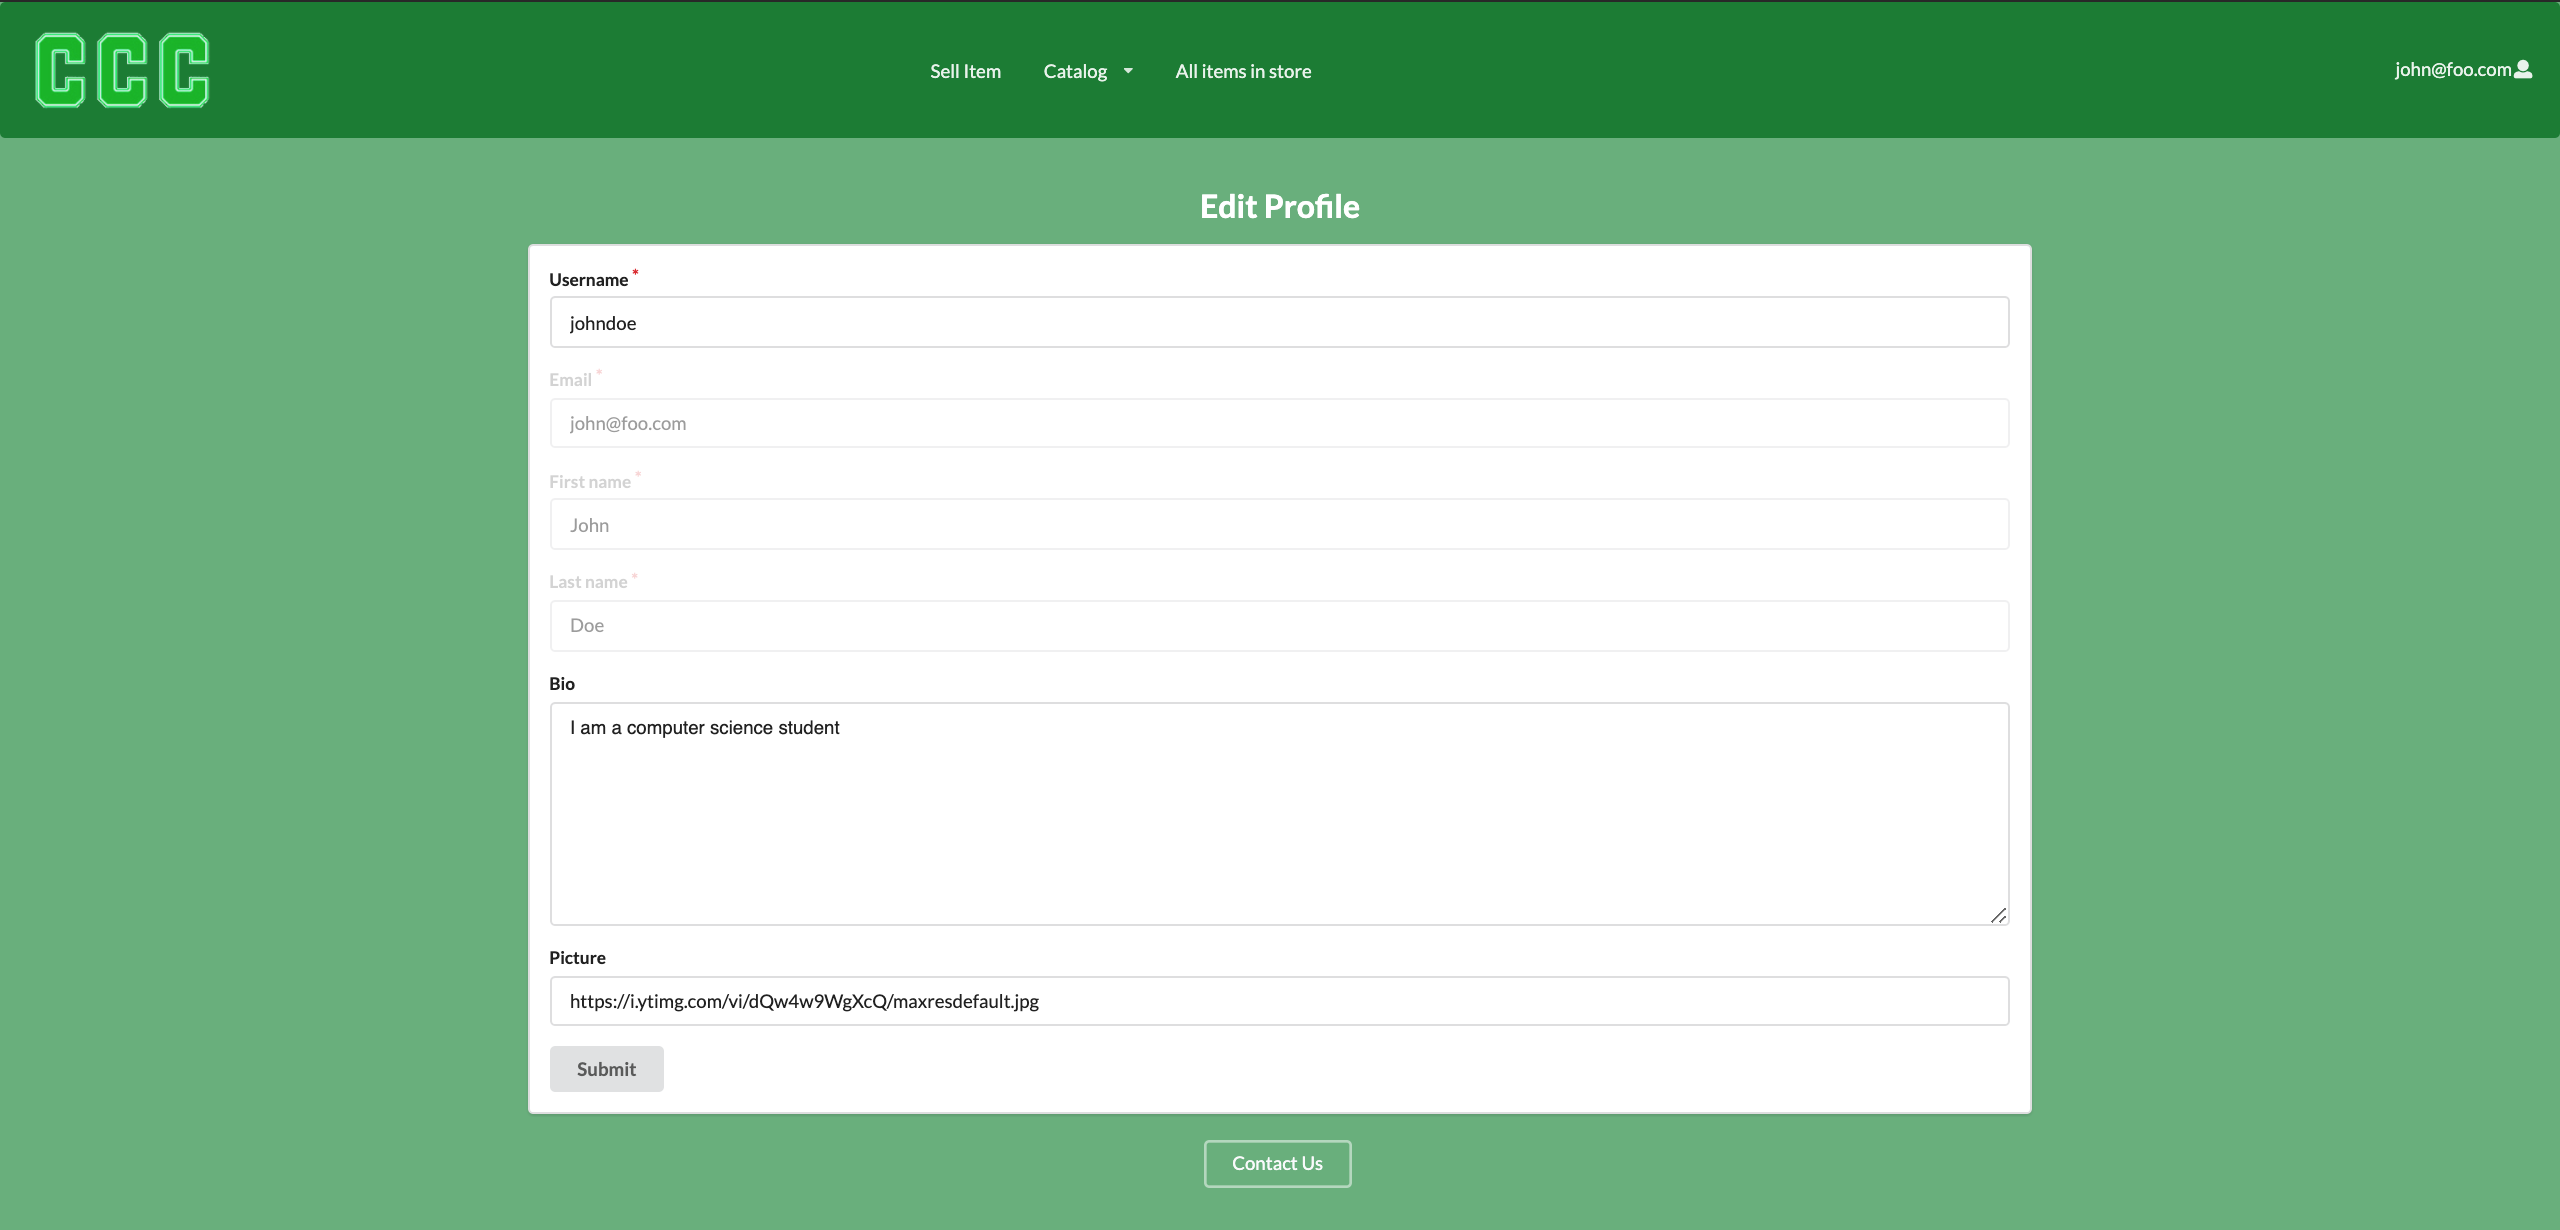 CCC
Sell Item Catalog All items in store john@foo.com
Edit Profile
Username *
johndoe
Email *
john@foo.com
First name *
John
Last name *
Doe
Bio
I am a computer science student
Picture
https://i.ytimg.com/vi/dQw4w9WgXcQ/maxresdefault.jpg
Submit
Contact Us